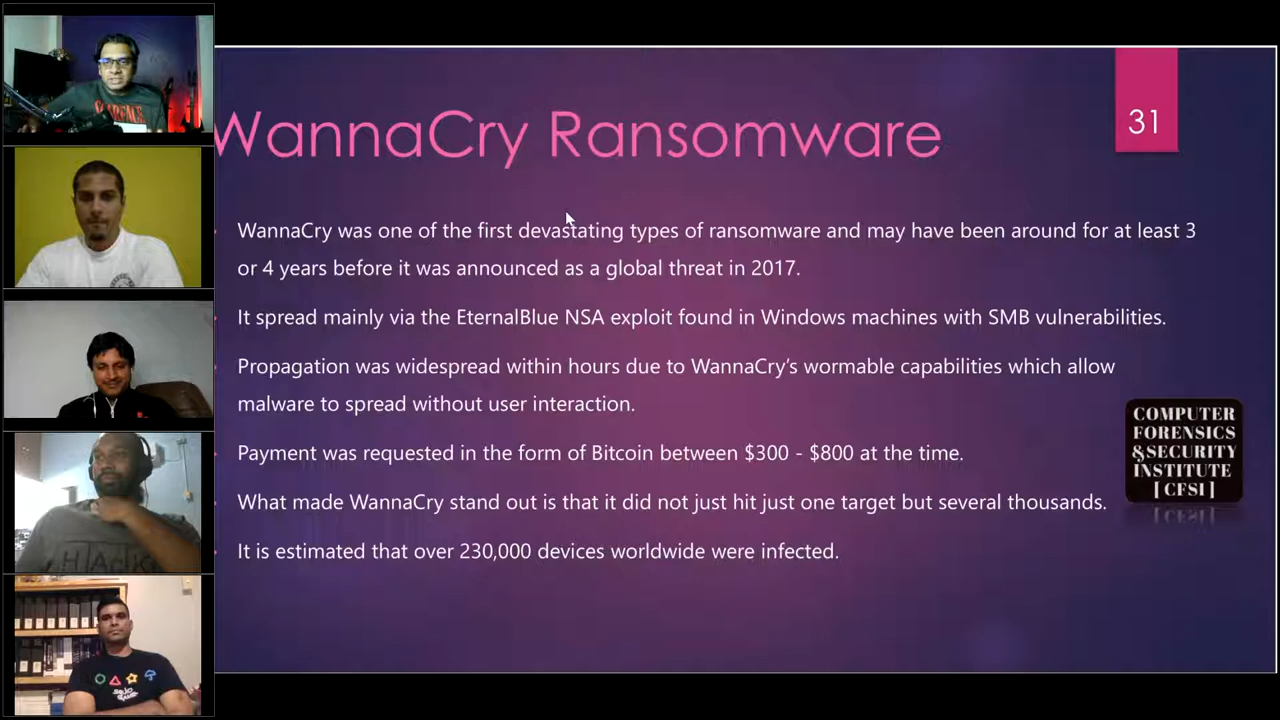 WannaCry Ransomware
31
WannaCry was one of the first devastating types of ransomware and may have been around for at least 3
or 4 years before it was announced as a global threat in 2017.
It spread mainly via the EternalBlue NSA exploit found in Windows machines with SMB vulnerabilities.
Propagation was widespread within hours due to WannaCry’s wormable capabilities which allow
malware to spread without user interaction.
Payment was requested in the form of Bitcoin between $300 - $800 at the time.
What made WannaCry stand out is that it did not just hit just one target but several thousands.
It is estimated that over 230,000 devices worldwide were infected.
COMPUTER
FORENSICS
&SECURITY
INSTITUTE
[ CFSI ]